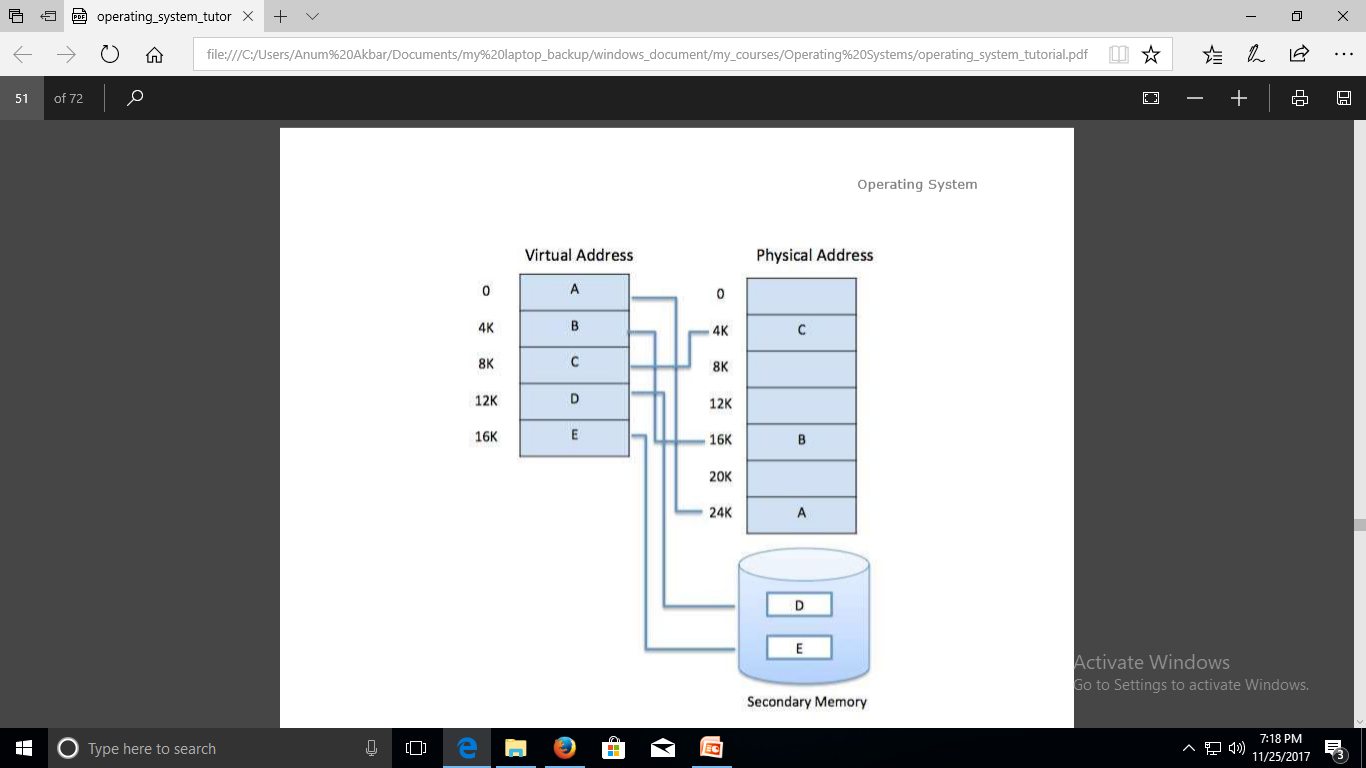 operating_system_tutor
file:///C:/Users/Anum%20Akbar/Documents/my%20laptop_backup/windows_document/my_courses/Operating%20Systems/operating_system_tutorial.pdf
51 of 72
Operating System
Virtual Address
Physical Address
0 A
4K B
8K C
12K D
16K E
0
4K C
8K
12K
16K B
20K
24K A
D
E
Secondary Memory
Activate Windows
Go to Settings to activate Windows.
Type here to search
7:18 PM
11/25/2017
3